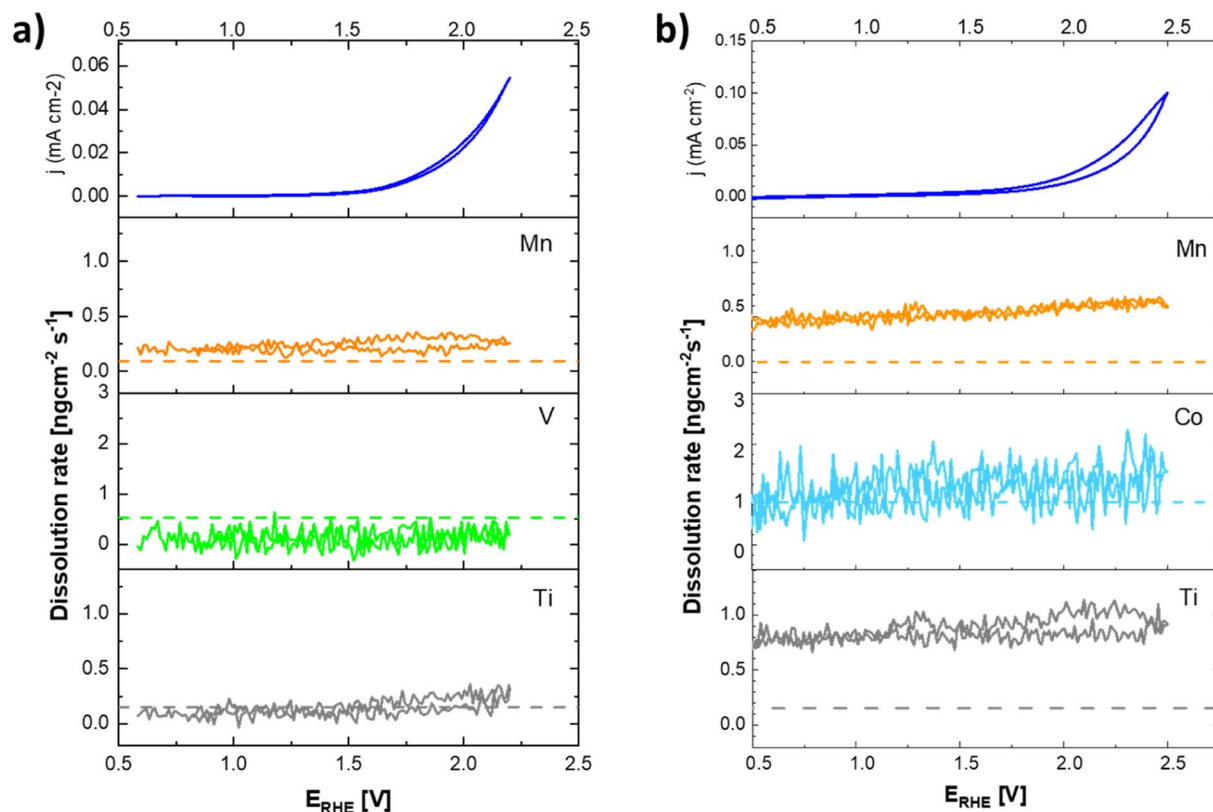 a)
0.5 1.0 1.5 2.0 2.5
j (mA cm-2)
0.06
0.04
0.02
0.00
Dissolution rate [ngcm⁻² s⁻¹]
Mn
1.0
0.5
0.0
V
3
2
1
0
Ti
1.0
0.5
0.0
0.5 1.0 1.5 2.0 2.5
E_RHE [V]
b)
0.5 1.0 1.5 2.0 2.5
j (mA cm⁻²)
0.15
0.10
0.05
0.00
Dissolution rate [ngcm⁻²s⁻¹]
Mn
1.0
0.5
0.0
Co
3
2
1
0
Ti
1.0
0.5
0.0
0.5 1.0 1.5 2.0 2.5
E_RHE [V]